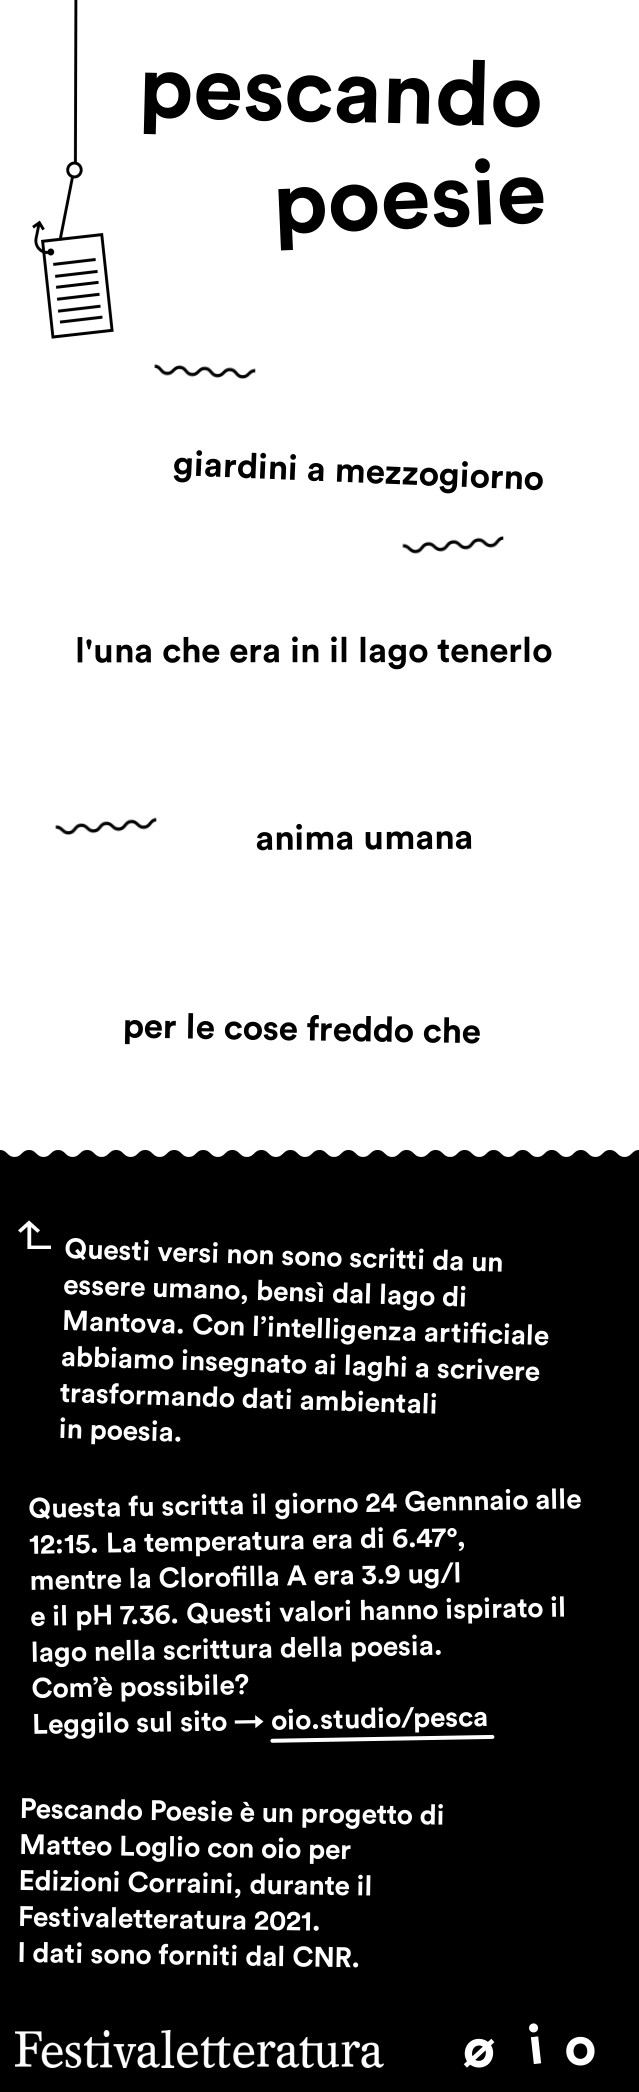 pescando
poesie
giardini a mezzogiorno
l'una che era in il lago tenerlo
anima umana
per le cose freddo che
Questi versi non sono scritti da un
essere umano, bensì dal lago di
Mantova. Con l’intelligenza artificiale
abbiamo insegnato ai laghi a scrivere
trasformando dati ambientali
in poesia.
Questa fu scritta il giorno 24 Gennnaio alle
12:15. La temperatura era di 6.47°,
mentre la Clorofilla A era 3.9 ug/l
e il pH 7.36. Questi valori hanno ispirato il
lago nella scrittura della poesia.
Com’è possibile?
Leggilo sul sito → oio.studio/pesca
Pescando Poesie è un progetto di
Matteo Loglio con oio per
Edizioni Corraini, durante il
Festivaletteratura 2021.
I dati sono forniti dal CNR.
Festivaletteratura ø i o